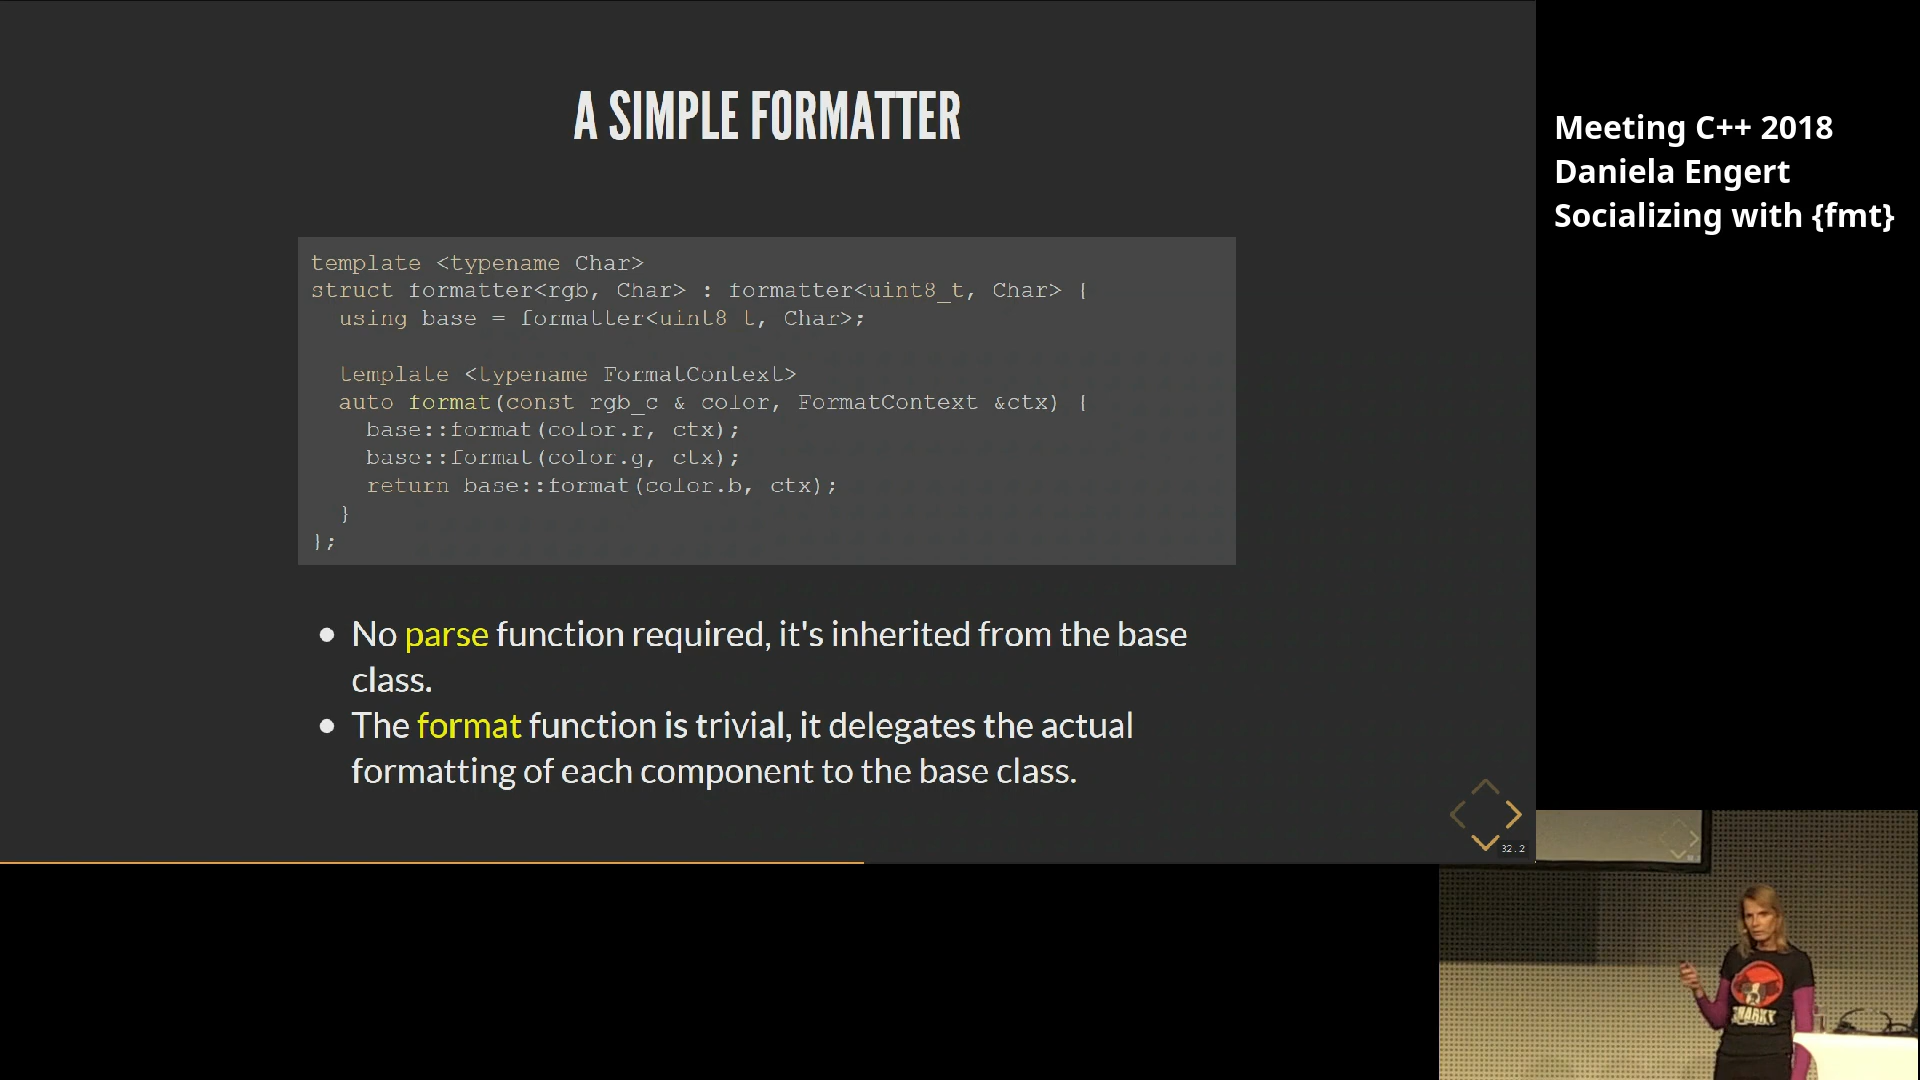 A SIMPLE FORMATTER
template <typename Char>
struct formatter<rgb, Char> : formatter<uint8_t, Char> {
using base = formatter<uint8_t, Char>;
template <typename FormatContext>
auto format(const rgb_c & color, FormatContext &ctx) {
base::format(color.r, ctx);
base::format(color.g, ctx);
return base::format(color.b, ctx);
}
};
• No parse function required, it's inherited from the base
class.
• The format function is trivial, it delegates the actual
formatting of each component to the base class.
32.2
Meeting C++ 2018
Daniela Engert
Socializing with {fmt}